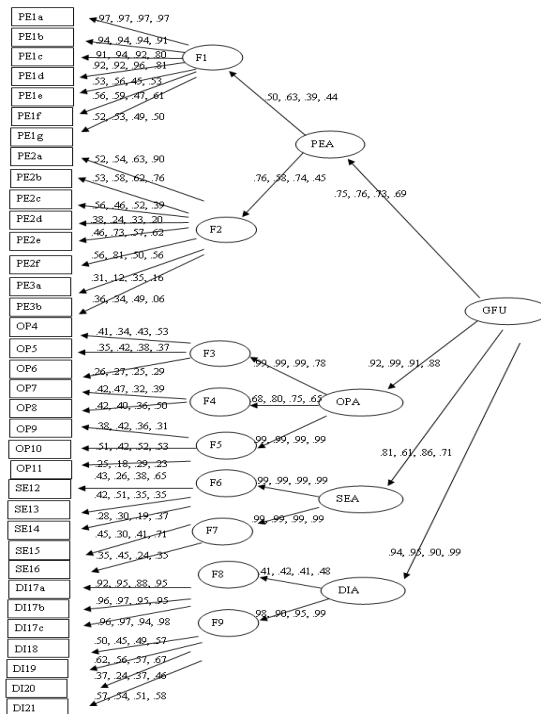 PE1a
.97, .97, .97, .97
PE1b
.94, .94, .94, .91
PE1c
.91, .94, .92, .80
F1
PE1d
.92, .92, .96, .81
.53, .56, .45, .53
PE1e
.56, .59, .47, .61
.50, .63, .39, .44
PE1f
.52, .53, .49, .50
PE1g
PEA
PE2a
.52, .54, .63, .90
PE2b
.53, .58, .62, .76
.76, .58, .74, .45
.75, .76, .73, .69
PE2c
.56, .46, .52, .39
PE2d
.38, .24, .33, .20
F2
PE2e
.46, .73, .57, .62
PE2f
.56, .81, .50, .56
PE3a
.31, .12, .35, .16
PE3b
.36, .34, .49, .06
GFU
OP4
.41, .34, .43, .53
OP5
.35, .42, .38, .37
F3
OP6
.26, .27, .25, .29
.99, .99, .99, .78
.92, .99, .91, .88
OP7
.42, .47, .32, .39
F4
.68, .80, .75, .65
OPA
OP8
.42, .40, .36, .50
OP9
.38, .42, .36, .31
OP10
.51, .42, .52, .53
F5
.99, .99, .99, .99
OP11
.25, .18, .29, .23
.81, .61, .86, .71
.43, .26, .38, .65
SE12
F6
.99, .99, .99, .99
.42, .51, .35, .35
SEA
SE13
.28, .30, .19, .37
SE14
.45, .30, .41, .71
F7
.99, .99, .99, .99
SE15
.35, .45, .24, .35
.94, .95, .90, .99
SE16
F8
.41, .42, .41, .48
DI17a
.92, .95, .88, .95
DIA
DI17b
.96, .97, .95, .95
.98, .90, .95, .99
DI17c
.96, .97, .94, .98
F9
DI18
.50, .45, .49, .57
DI19
.62, .56, .57, .67
DI20
.37, .24, .37, .46
DI21
.57, .54, .51, .58